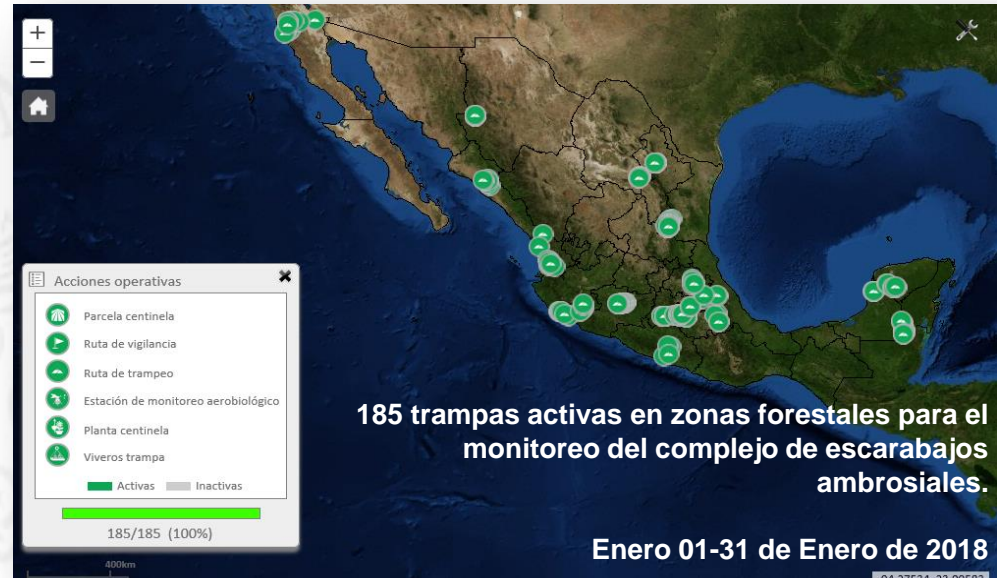 +
−
Acciones operativas
Parcela centinela
Ruta de vigilancia
Ruta de trampeo
Estación de monitoreo aerobiológico
Planta centinela
Viveros trampa
Activas Inactivas
185/185 (100%)
185 trampas activas en zonas forestales para el
monitoreo del complejo de escarabajos
ambrosiales.
Enero 01-31 de Enero de 2018
400km